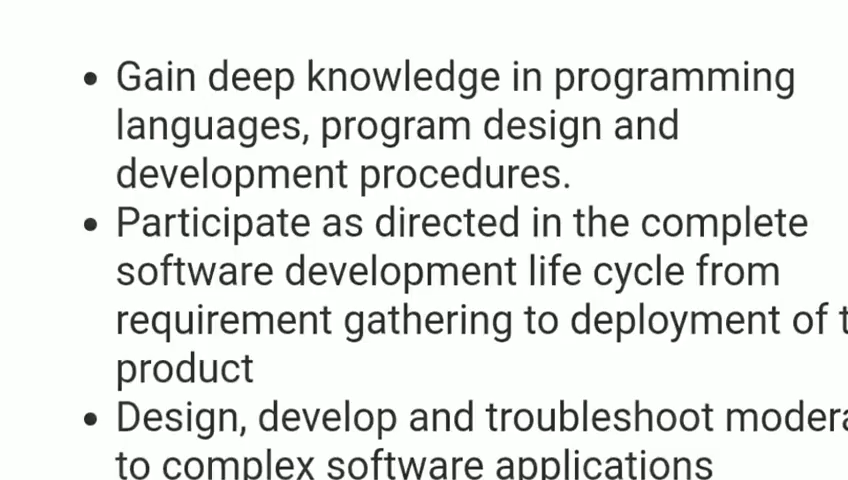 • Gain deep knowledge in programming
languages, program design and
development procedures.
• Participate as directed in the complete
software development life cycle from
requirement gathering to deployment of
product
• Design, develop and troubleshoot
to complex software applications